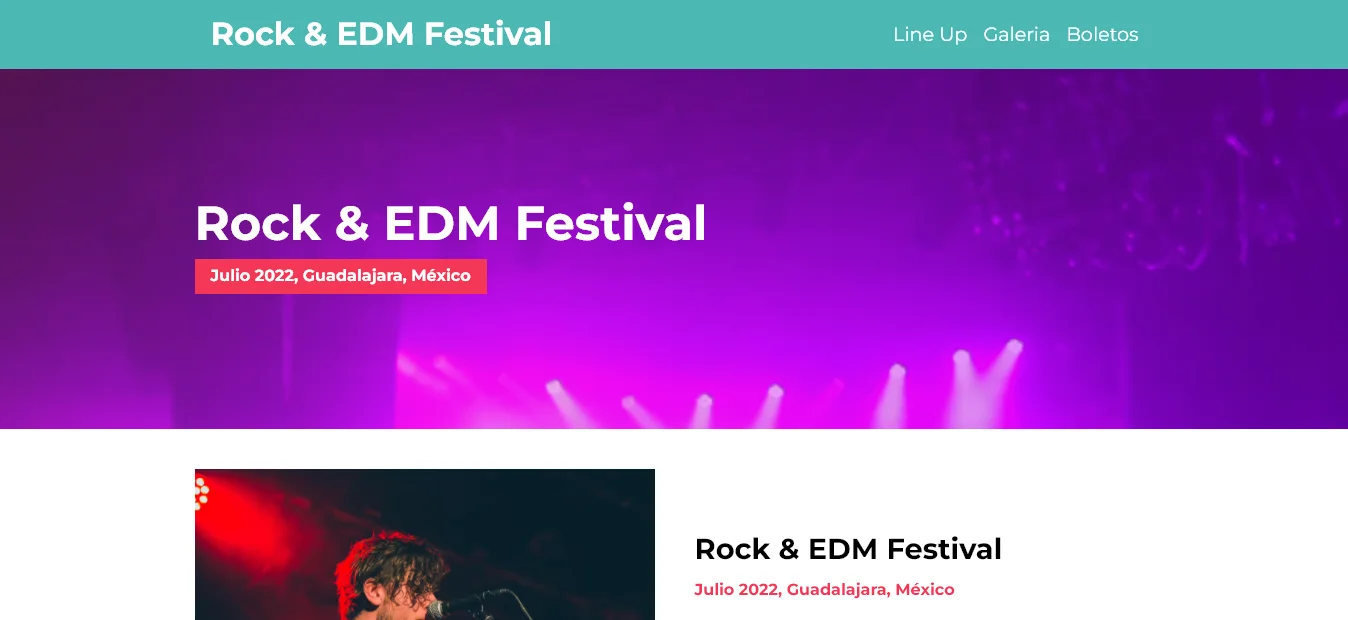 Rock & EDM Festival
Line Up Galeria Boletos
Rock & EDM Festival
Julio 2022, Guadalajara, México
Rock & EDM Festival
Julio 2022, Guadalajara, México